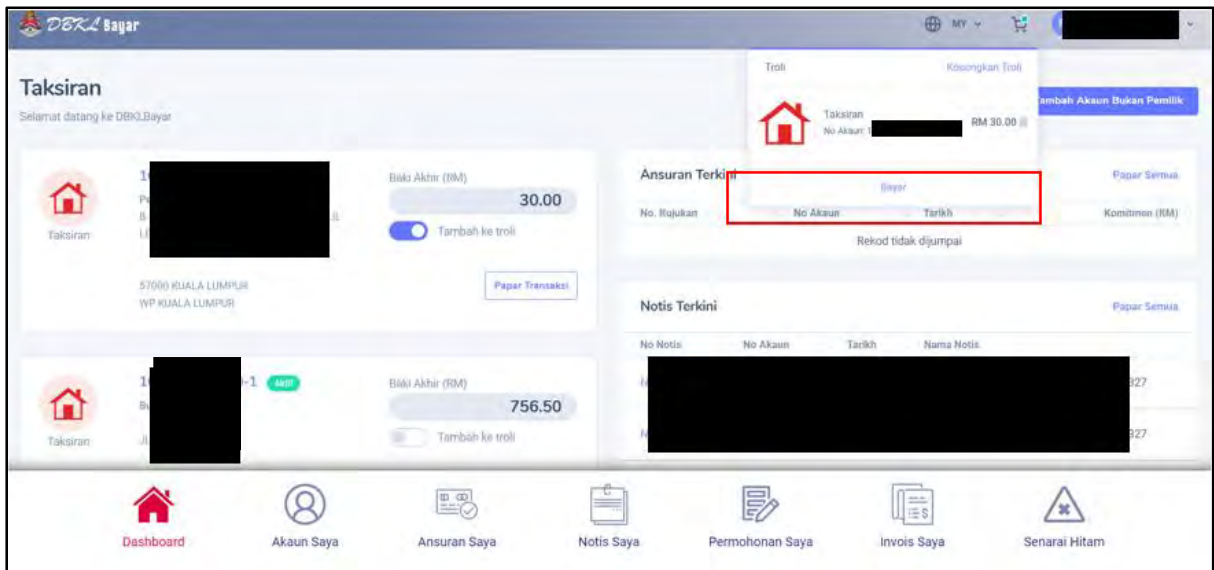 DBKL Bayar
MY
Taksiran
Selamat datang ke DBKLBayar
Troli
Kosongkan Troli
Taksiran
No Akaun:
RM 30.00
Bayar
ambah Akaun Bukan Pemilik
Taksiran
Baki Akhir (RM)
30.00
Tambah ke troli
57000 KUALA LUMPUR
WP KUALA LUMPUR
Papar Transaksi
Ansuran Terkini
Papar Semua
No. Rujukan
No Akaun
Tarikh
Komitmen (RM)
Rekod tidak dijumpai
Notis Terkini
Papar Semua
No Notis
No Akaun
Tarikh
Nama Notis
327
327
Taksiran
-1
Aktif
Baki Akhir (RM)
756.50
Tambah ke troli
Dashboard
Akaun Saya
Ansuran Saya
Notis Saya
Permohonan Saya
Invois Saya
Senarai Hitam